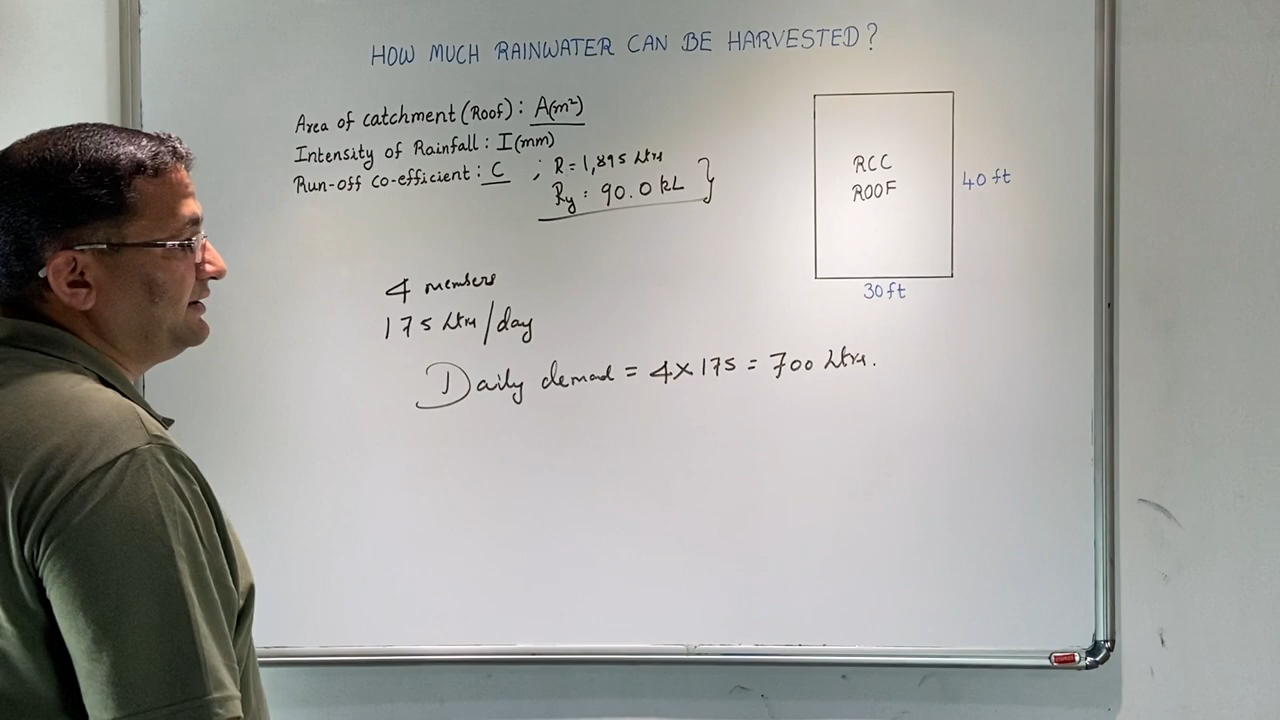 HOW MUCH RAINWATER CAN BE HARVESTED?
Area of catchment (Roof) : A(m²)
Intensity of Rainfall : I(mm)
Run-off co-efficient : C ; R = 1,895 Ltrs
Ry : 90.0 kL }
RCC
ROOF
40 ft
30 ft
4 members
175 Ltrs/day
Daily demad = 4 × 175 = 700 Ltrs.